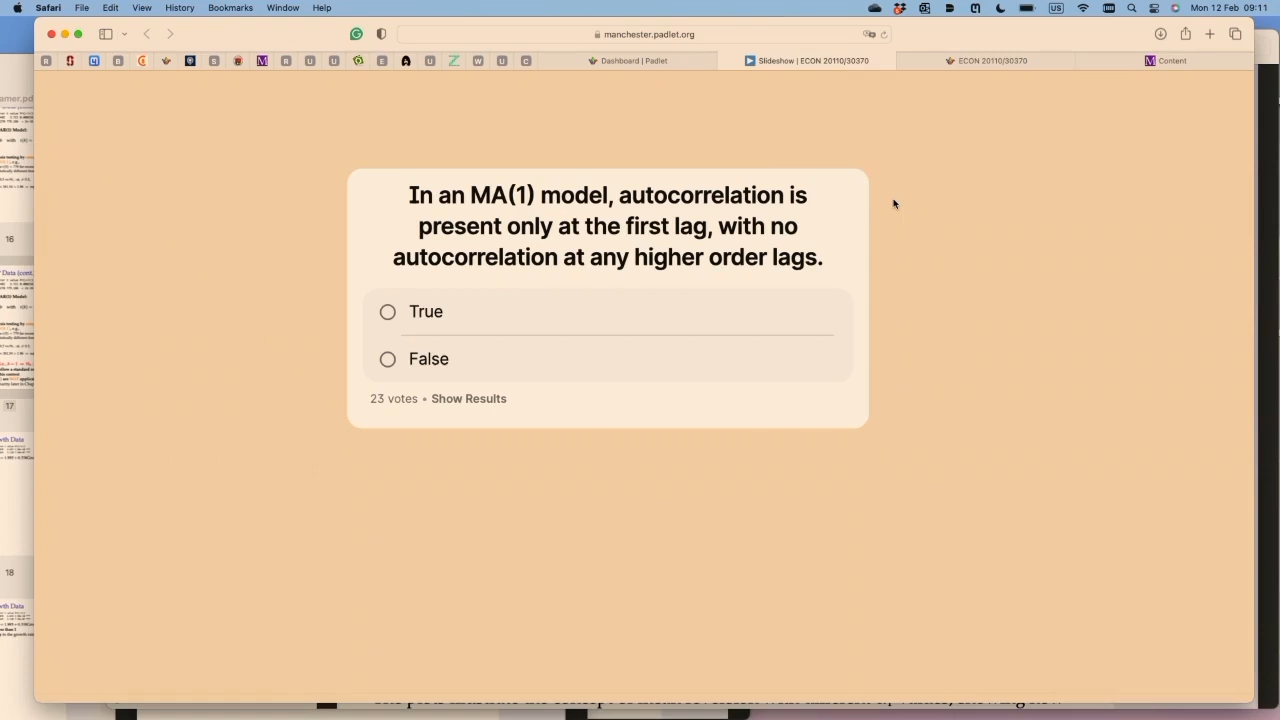 Safari File Edit View History Bookmarks Window Help
US
Mon 12 Feb 09:11
manchester.padlet.org
Dashboard | Padlet
Slideshow | ECON 20110/30370
ECON 20110/30370
Content
In an MA(1) model, autocorrelation is
present only at the first lag, with no
autocorrelation at any higher order lags.
True
False
23 votes • Show Results
16
17
18